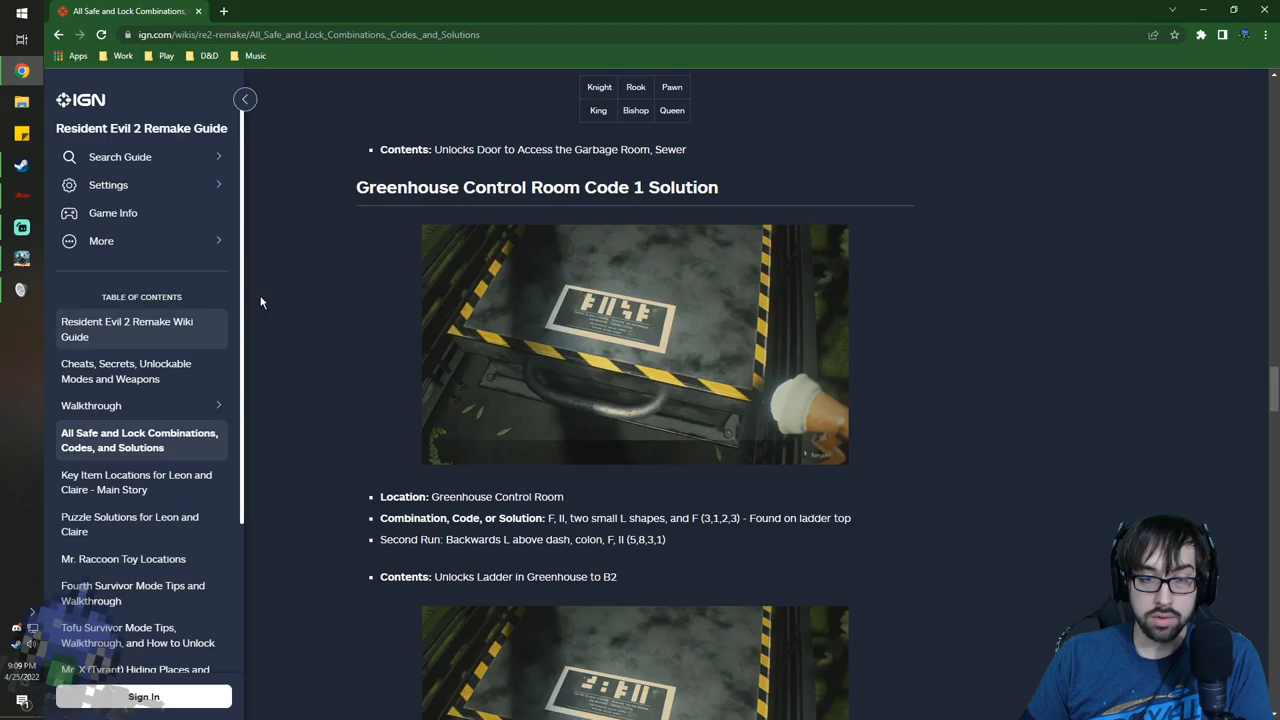 All Safe and Lock Combinations,
ign.com/wikis/re2-remake/All_Safe_and_Lock_Combinations,_Codes,_and_Solutions
Apps Work Play D&D Music
IGN
Resident Evil 2 Remake Guide
Search Guide
Settings
Game Info
More
TABLE OF CONTENTS
Resident Evil 2 Remake Wiki
Guide
Cheats, Secrets, Unlockable
Modes and Weapons
Walkthrough
All Safe and Lock Combinations,
Codes, and Solutions
Key Item Locations for Leon and
Claire - Main Story
Puzzle Solutions for Leon and
Claire
Mr. Raccoon Toy Locations
Fourth Survivor Mode Tips and
Walkthrough
Tofu Survivor Mode Tips,
Walkthrough, and How to Unlock
Mr. X (Tyrant) Hiding Places and
Sign In
9:09 PM
4/25/2022
Knight Rook Pawn
King Bishop Queen
Contents: Unlocks Door to Access the Garbage Room, Sewer
Greenhouse Control Room Code 1 Solution
Return
Location: Greenhouse Control Room
Combination, Code, or Solution: F, II, two small L shapes, and F (3,1,2,3) - Found on ladder top
Second Run: Backwards L above dash, colon, F, II (5,8,3,1)
Contents: Unlocks Ladder in Greenhouse to B2